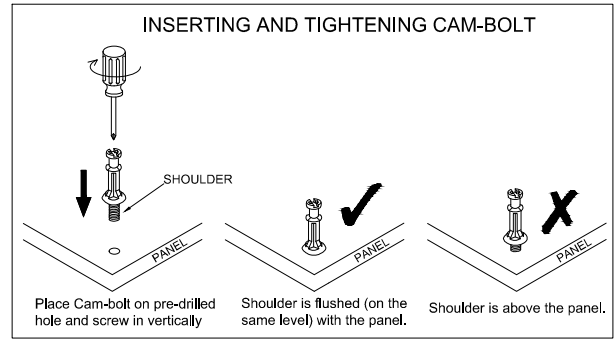 INSERTING AND TIGHTENING CAM-BOLT
SHOULDER
PANEL
Place Cam-bolt on pre-drilled
hole and screw in vertically
PANEL
Shoulder is flushed (on the
same level) with the panel.
PANEL
Shoulder is above the panel.